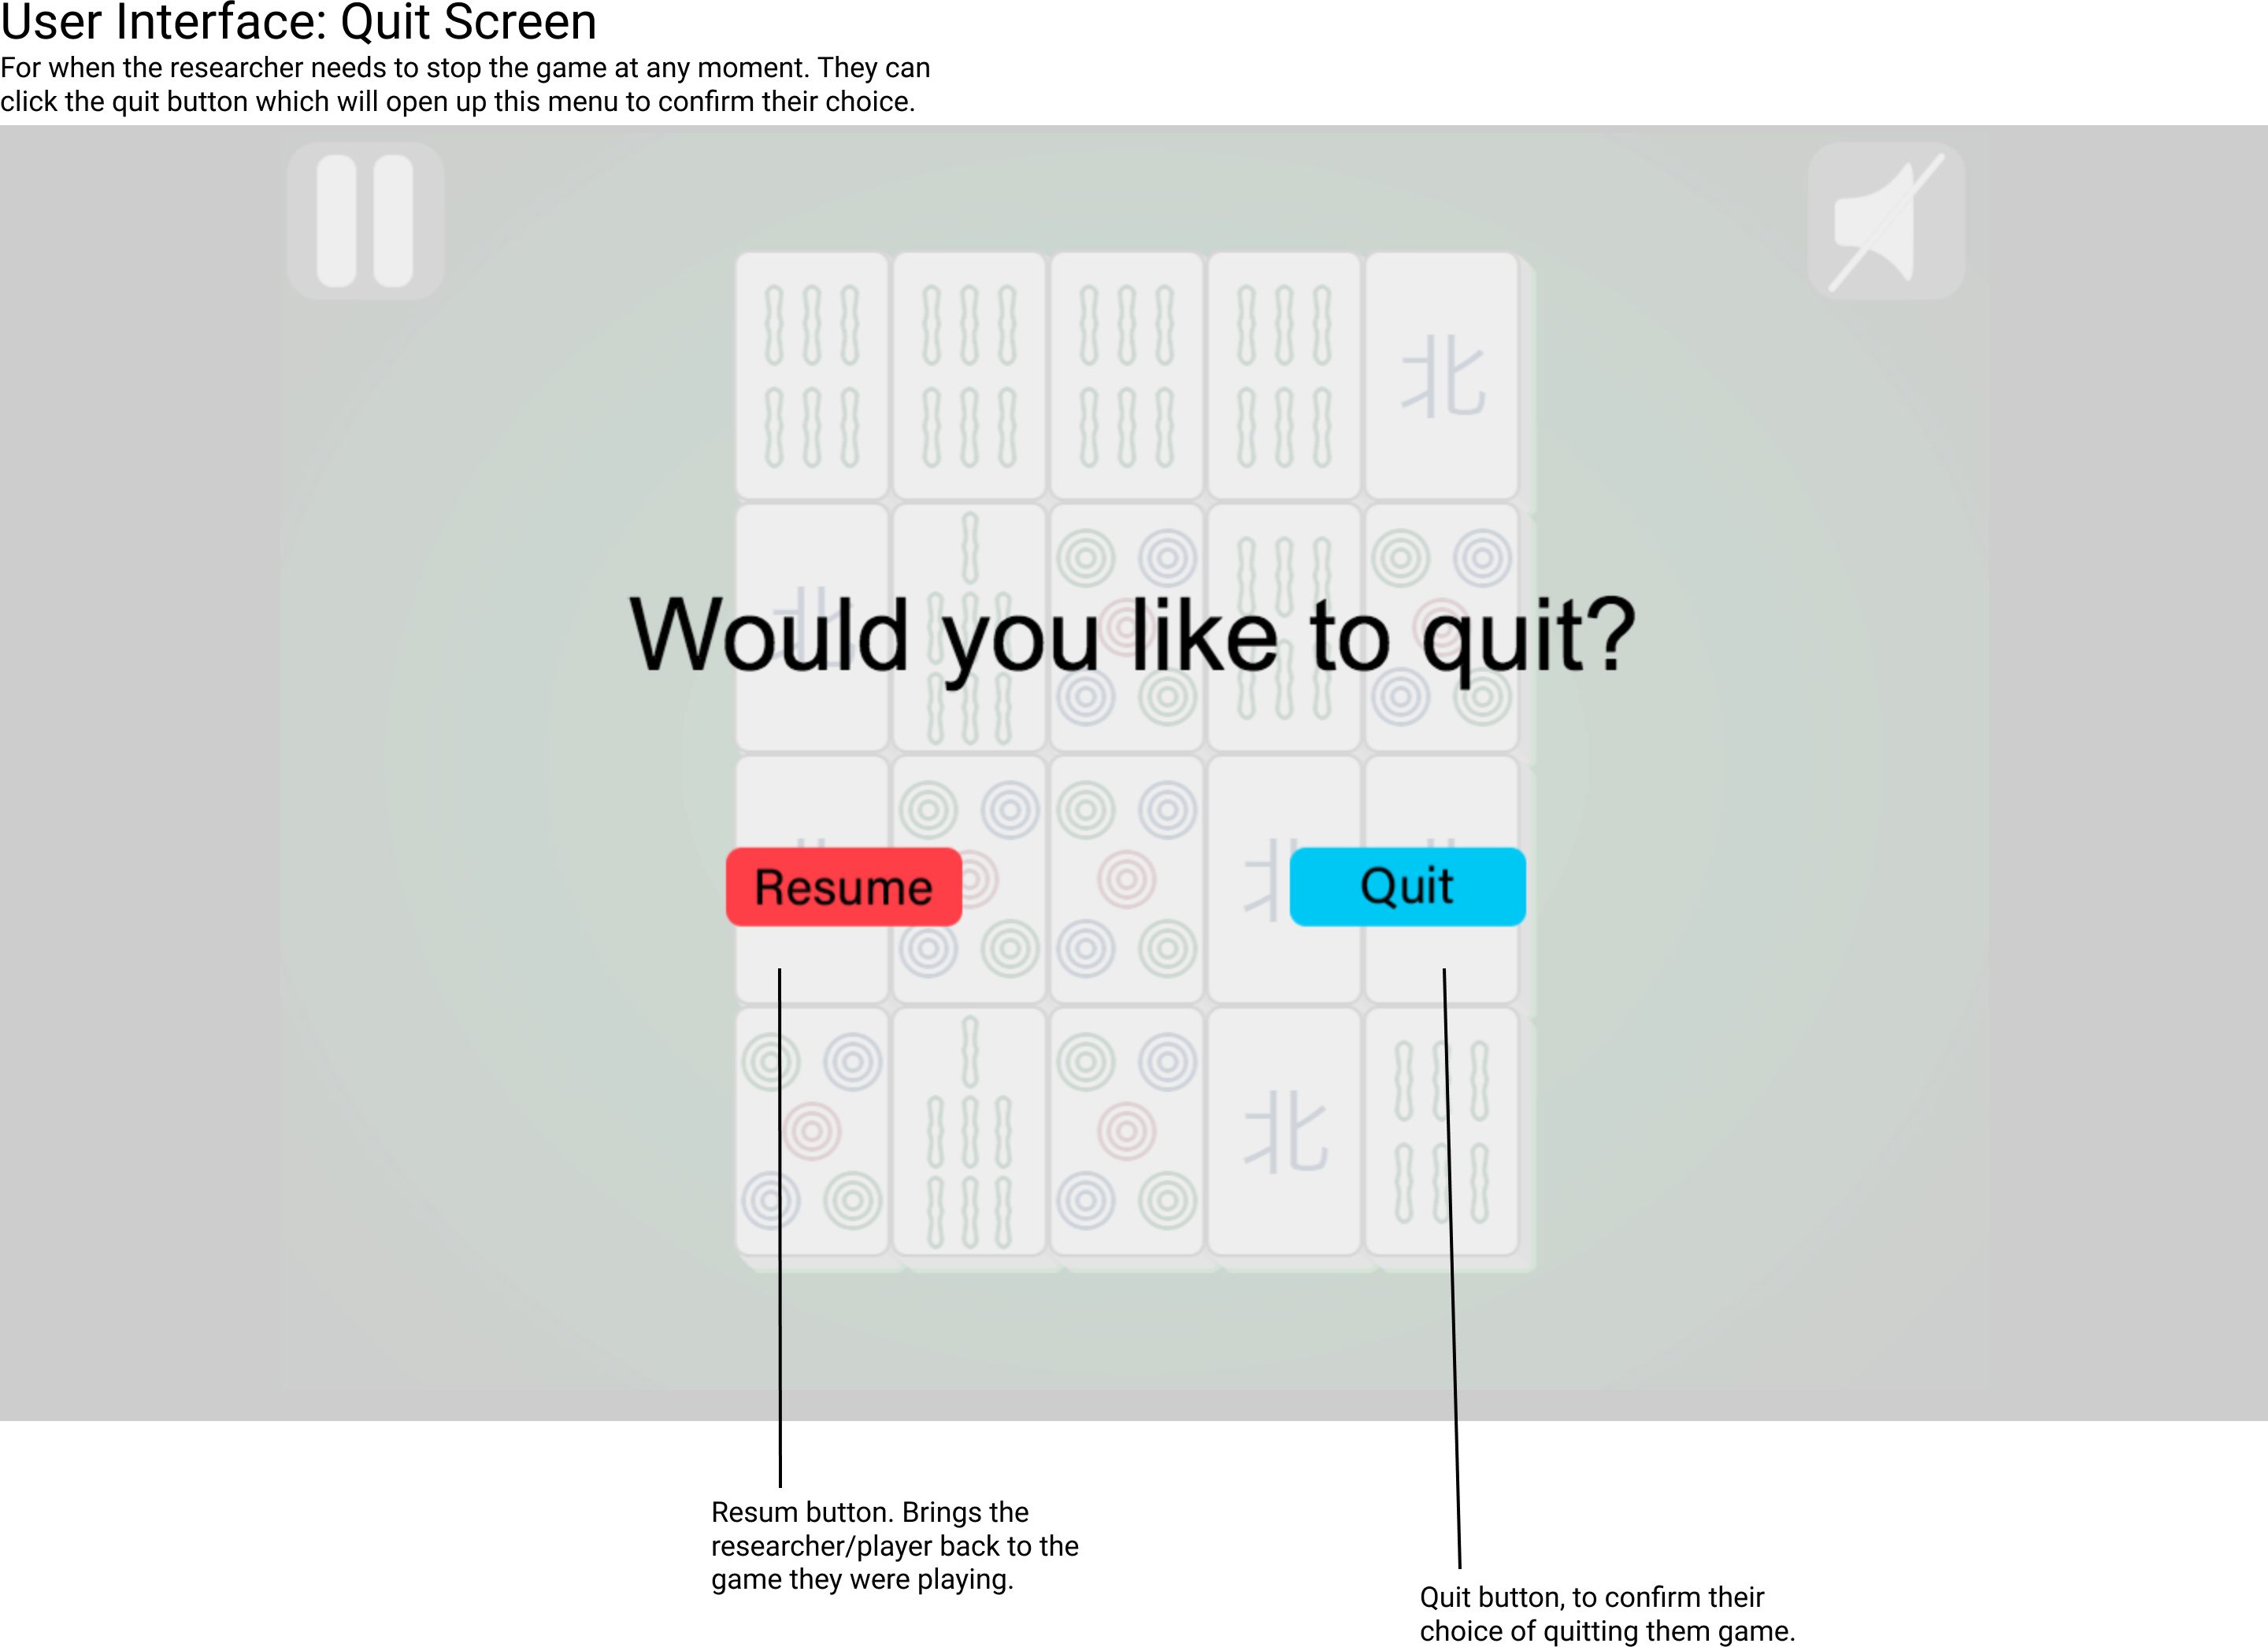 User Interface: Quit Screen
For when the researcher needs to stop the game at any moment. They can
click the quit button which will open up this menu to confirm their choice.
北
北
Would you like to quit?
北
北
北
Resume
Quit
北
Resum button. Brings the
researcher/player back to the
game they were playing.
Quit button, to confirm their
choice of quitting them game.